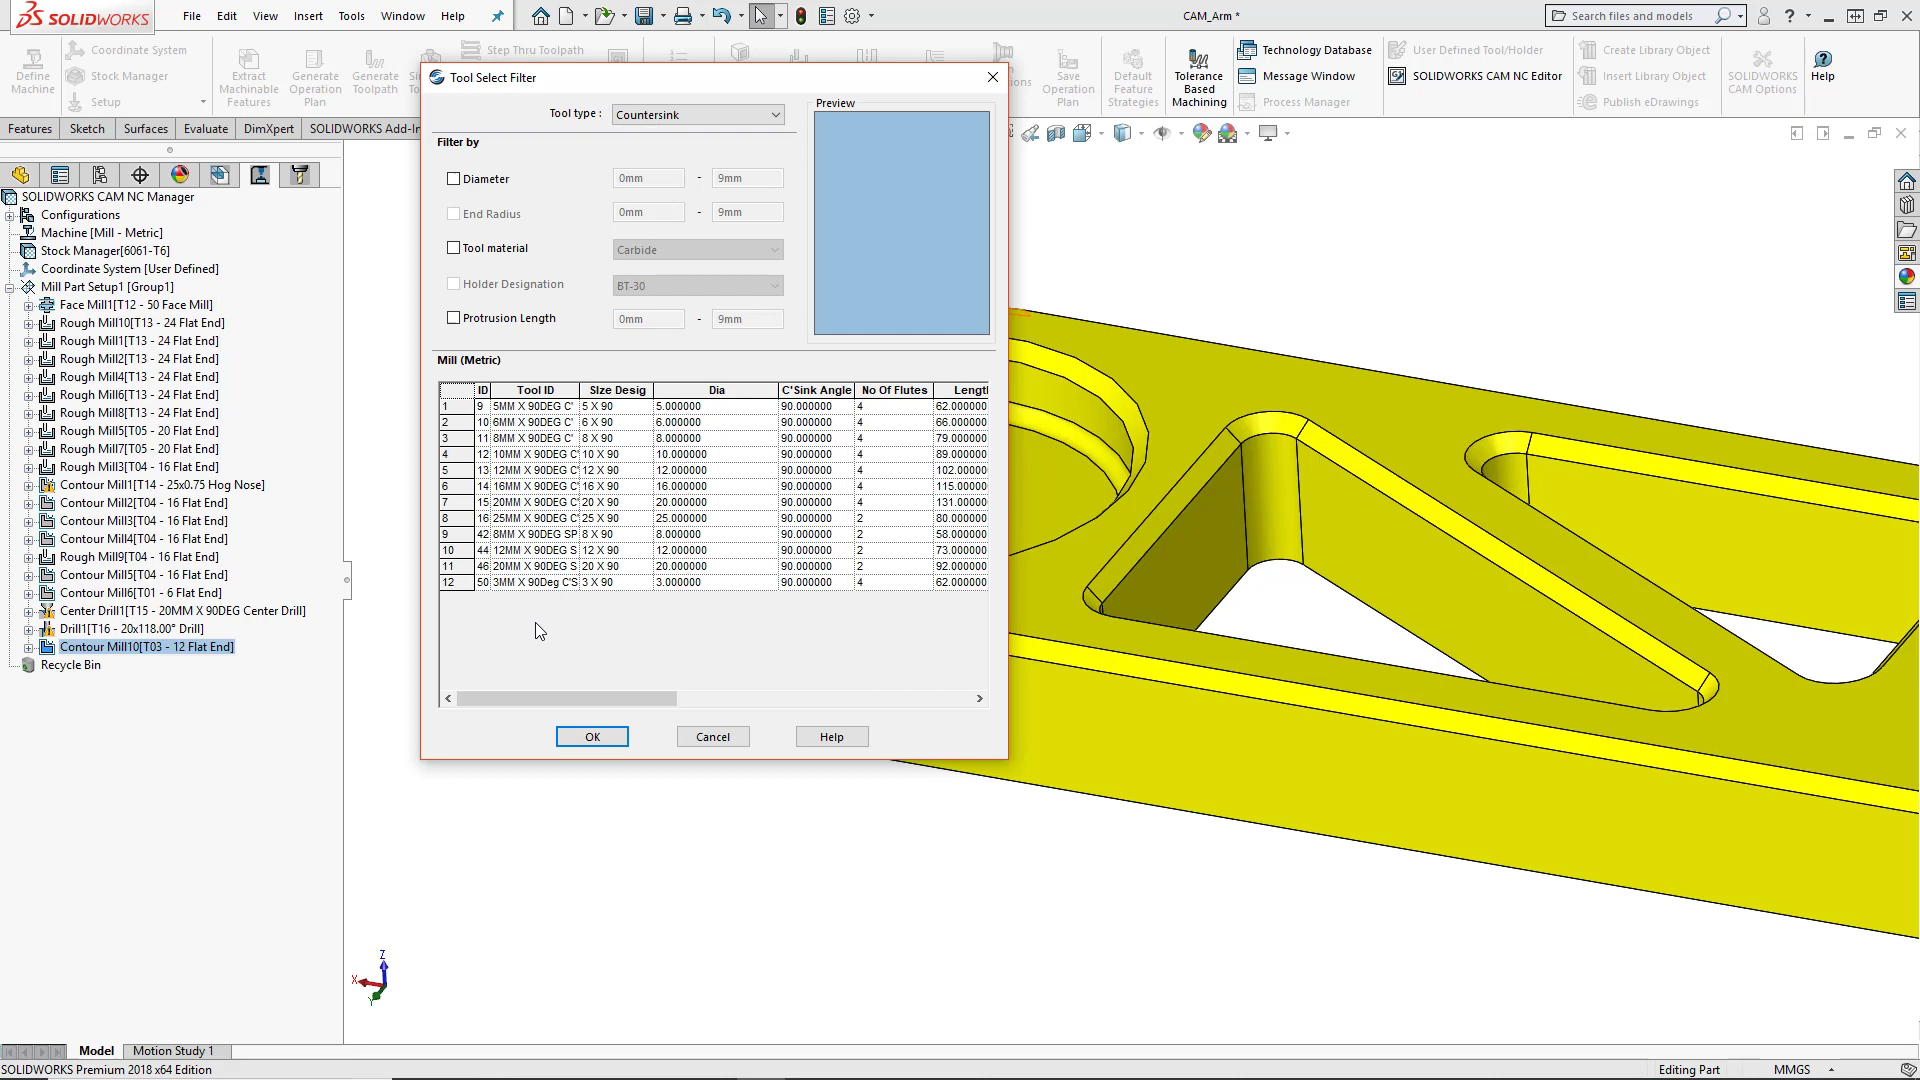 SOLIDWORKS
File Edit View Insert Tools Window Help
CAM_Arm *
Search files and models
Define Machine
Coordinate System
Stock Manager
Setup
Extract Machinable Features
Generate Operation Plan
Generate Toolpath
Step Thru Toolpath
Save Operation Plan
Default Feature Strategies
Tolerance Based Machining
Technology Database
Message Window
Process Manager
User Defined Tool/Holder
SOLIDWORKS CAM NC Editor
Create Library Object
Insert Library Object
Publish eDrawings
SOLIDWORKS CAM Options
Help
Features Sketch Surfaces Evaluate DimXpert SOLIDWORKS Add-In
SOLIDWORKS CAM NC Manager
Configurations
Machine [Mill - Metric]
Stock Manager[6061-T6]
Coordinate System [User Defined]
Mill Part Setup1 [Group1]
Face Mill1[T12 - 50 Face Mill]
Rough Mill10[T13 - 24 Flat End]
Rough Mill1[T13 - 24 Flat End]
Rough Mill2[T13 - 24 Flat End]
Rough Mill4[T13 - 24 Flat End]
Rough Mill6[T13 - 24 Flat End]
Rough Mill8[T13 - 24 Flat End]
Rough Mill5[T05 - 20 Flat End]
Rough Mill7[T05 - 20 Flat End]
Rough Mill3[T04 - 16 Flat End]
Contour Mill1[T14 - 25x0.75 Hog Nose]
Contour Mill2[T04 - 16 Flat End]
Contour Mill3[T04 - 16 Flat End]
Contour Mill4[T04 - 16 Flat End]
Rough Mill9[T04 - 16 Flat End]
Contour Mill5[T04 - 16 Flat End]
Contour Mill6[T01 - 6 Flat End]
Center Drill1[T15 - 20MM X 90DEG Center Drill]
Drill1[T16 - 20x118.00° Drill]
Contour Mill10[T03 - 12 Flat End]
Recycle Bin
Tool Select Filter
Tool type : Countersink
Preview
Filter by
Diameter 0mm - 9mm
End Radius 0mm - 9mm
Tool material Carbide
Holder Designation BT-30
Protrusion Length 0mm - 9mm
Mill (Metric)
ID Tool ID SIze Desig Dia C'Sink Angle No Of Flutes Length
1 9 5MM X 90DEG C' 5 X 90 5.000000 90.000000 4 62.000000
2 10 6MM X 90DEG C' 6 X 90 6.000000 90.000000 4 66.000000
3 11 8MM X 90DEG C' 8 X 90 8.000000 90.000000 4 79.000000
4 12 10MM X 90DEG C' 10 X 90 10.000000 90.000000 4 89.000000
5 13 12MM X 90DEG C' 12 X 90 12.000000 90.000000 4 102.000000
6 14 16MM X 90DEG C' 16 X 90 16.000000 90.000000 4 115.000000
7 15 20MM X 90DEG C' 20 X 90 20.000000 90.000000 4 131.000000
8 16 25MM X 90DEG C' 25 X 90 25.000000 90.000000 2 80.000000
9 42 8MM X 90DEG SP 8 X 90 8.000000 90.000000 2 58.000000
10 44 12MM X 90DEG S 12 X 90 12.000000 90.000000 2 73.000000
11 46 20MM X 90DEG S 20 X 90 20.000000 90.000000 2 92.000000
12 50 3MM X 90Deg C'S 3 X 90 3.000000 90.000000 4 62.000000
OK Cancel Help
Z
X
Y
Model Motion Study 1
SOLIDWORKS Premium 2018 x64 Edition
Editing Part
MMGS